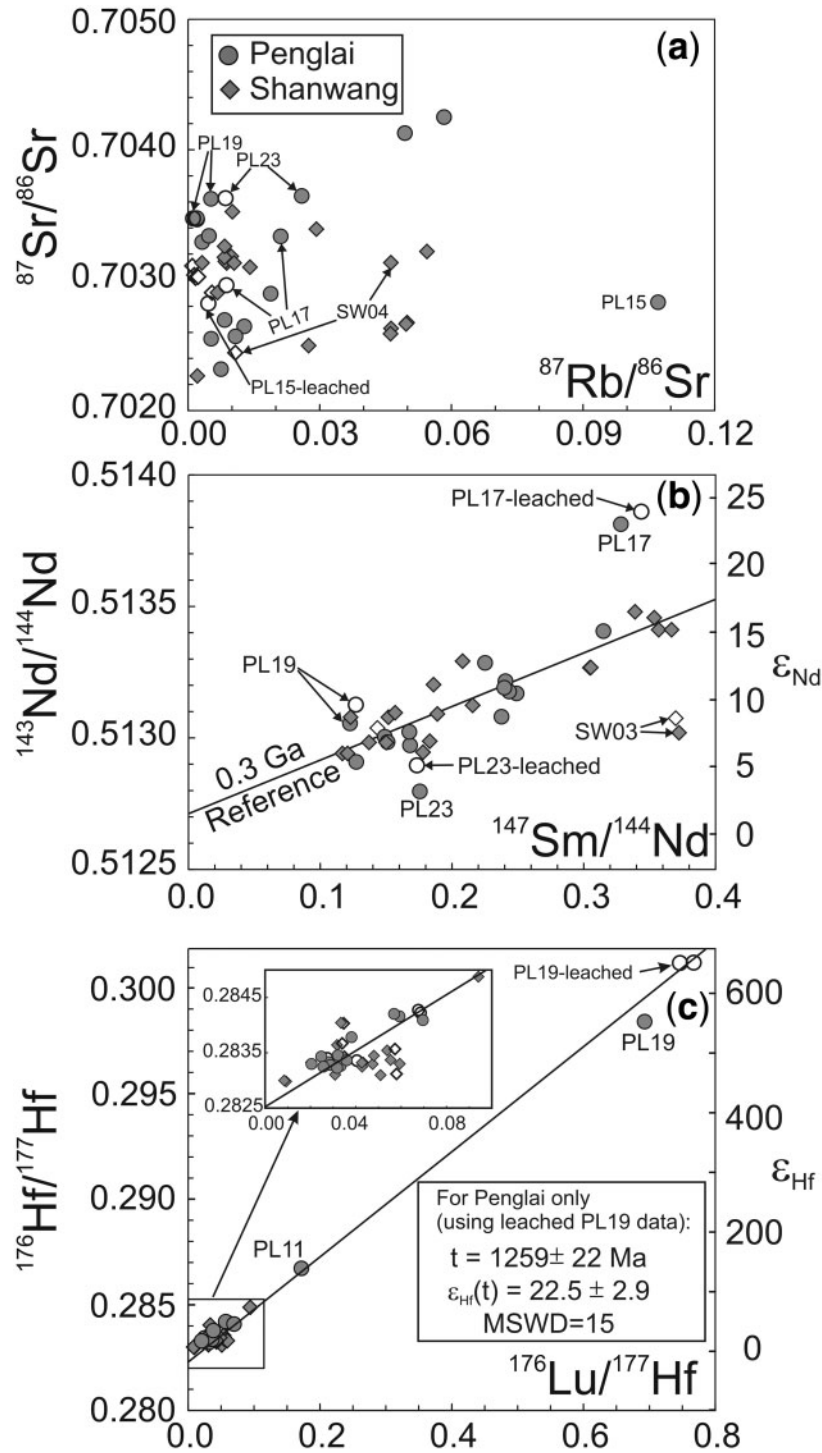 0.7050
(a)
Penglai
Shanwang
0.7040
PL19
PL23
87Sr/86Sr
0.7030
SW04
PL15
PL17
PL15-leached
87Rb/86Sr
0.7020
0.00 0.03 0.06 0.09 0.12
0.5140
(b)
25
PL17-leached
PL17
20
0.5135
15
PL19
143Nd/144Nd
εNd
10
0.5130
SW03
0.3 Ga
Reference
PL23-leached
5
PL23
147Sm/144Nd
0
0.5125
0.0 0.1 0.2 0.3 0.4
0.300
PL19-leached
600
(c)
PL19
0.2845
0.2835
0.2825
0.00 0.04 0.08
0.295
400
176Hf/177Hf
0.290
εHf
For Penglai only
(using leached PL19 data):
t = 1259± 22 Ma
εHf(t) = 22.5 ± 2.9
MSWD=15
200
PL11
0.285
0
176Lu/177Hf
0.280
0.0 0.2 0.4 0.6 0.8